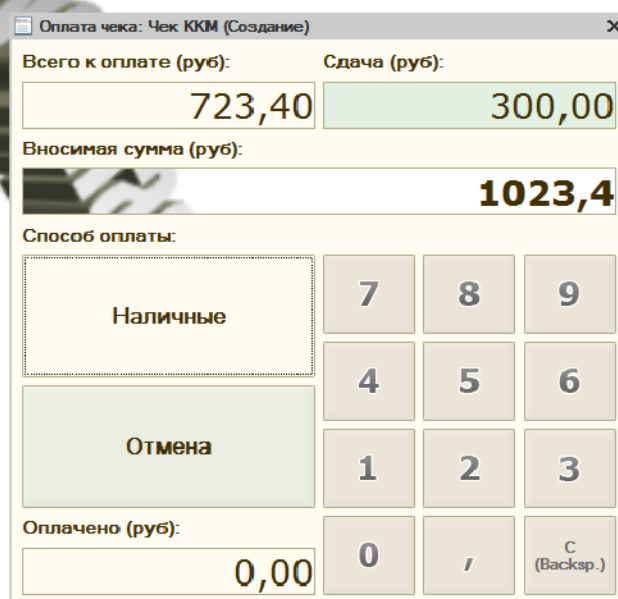 Оплата чека: Чек ККМ (Создание)
Всего к оплате (руб): Сдача (руб):
723,40 300,00
Вносимая сумма (руб):
1023,4
Способ оплаты:
Наличные 7 8 9
4 5 6
Отмена
1 2 3
Оплачено (руб):
0,00 0 , C
(Backsp.)